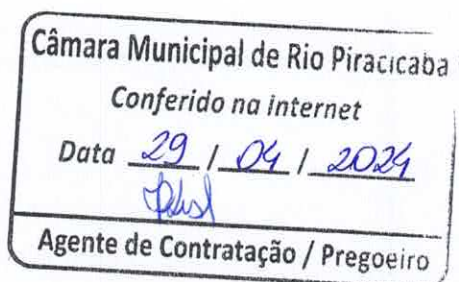 Câmara Municipal de Rio Piracicaba
Conferido na internet
Data 29 / 04 / 2024
Agente de Contratação / Pregoeiro